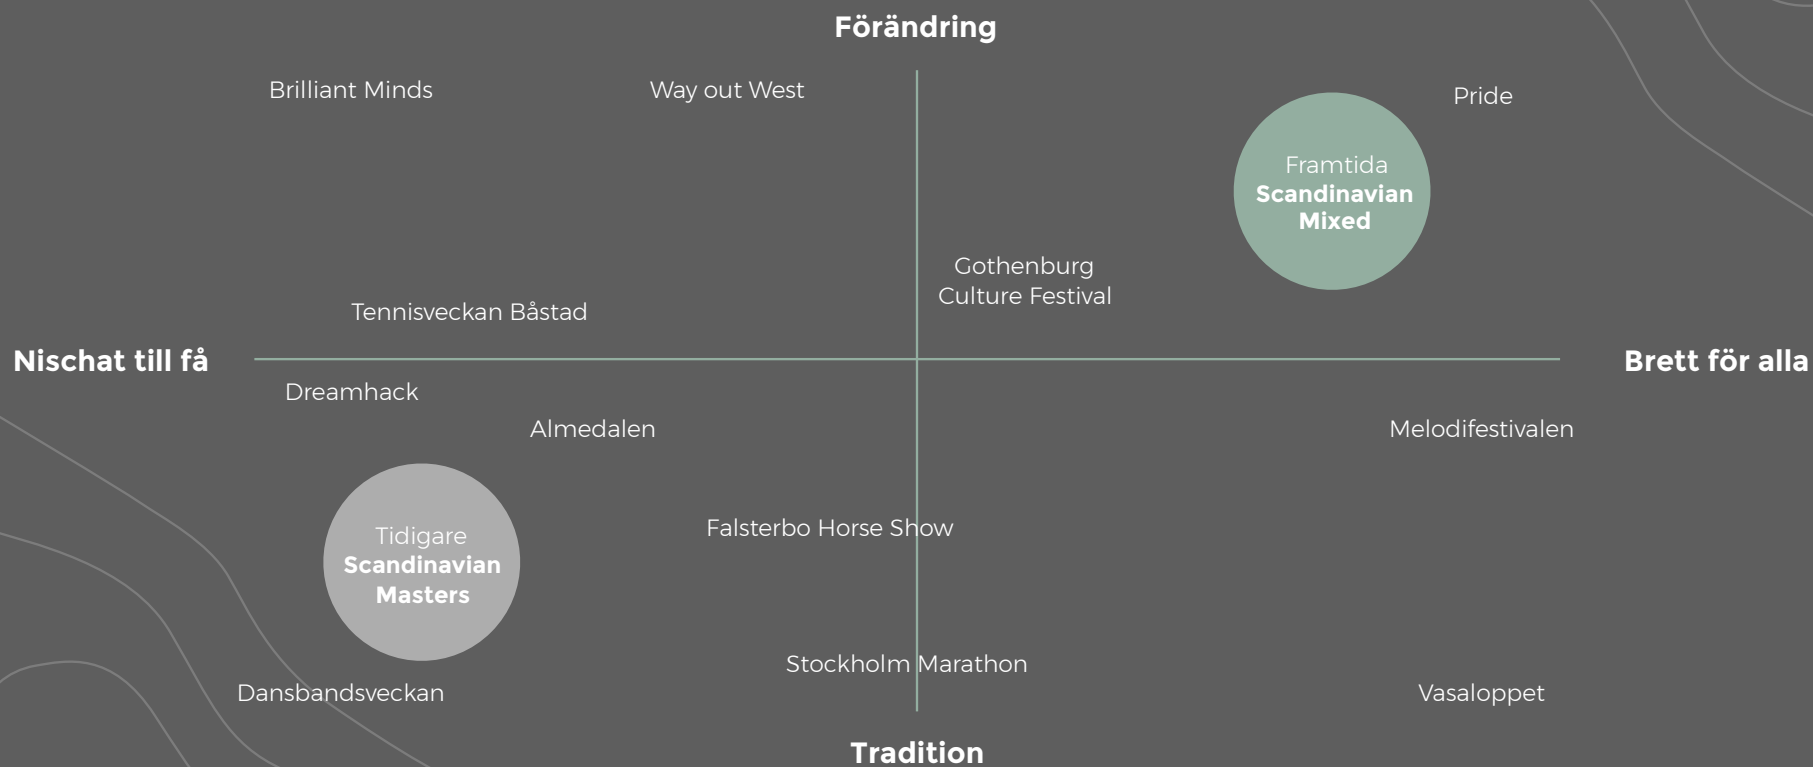 Förändring
Brilliant Minds
Way out West
Pride
Framtida
Scandinavian
Mixed
Gothenburg
Culture Festival
Tennisveckan Båstad
Nischat till få
Brett för alla
Dreamhack
Almedalen
Melodifestivalen
Falsterbo Horse Show
Tidigare
Scandinavian
Masters
Stockholm Marathon
Dansbandsveckan
Vasaloppet
Tradition